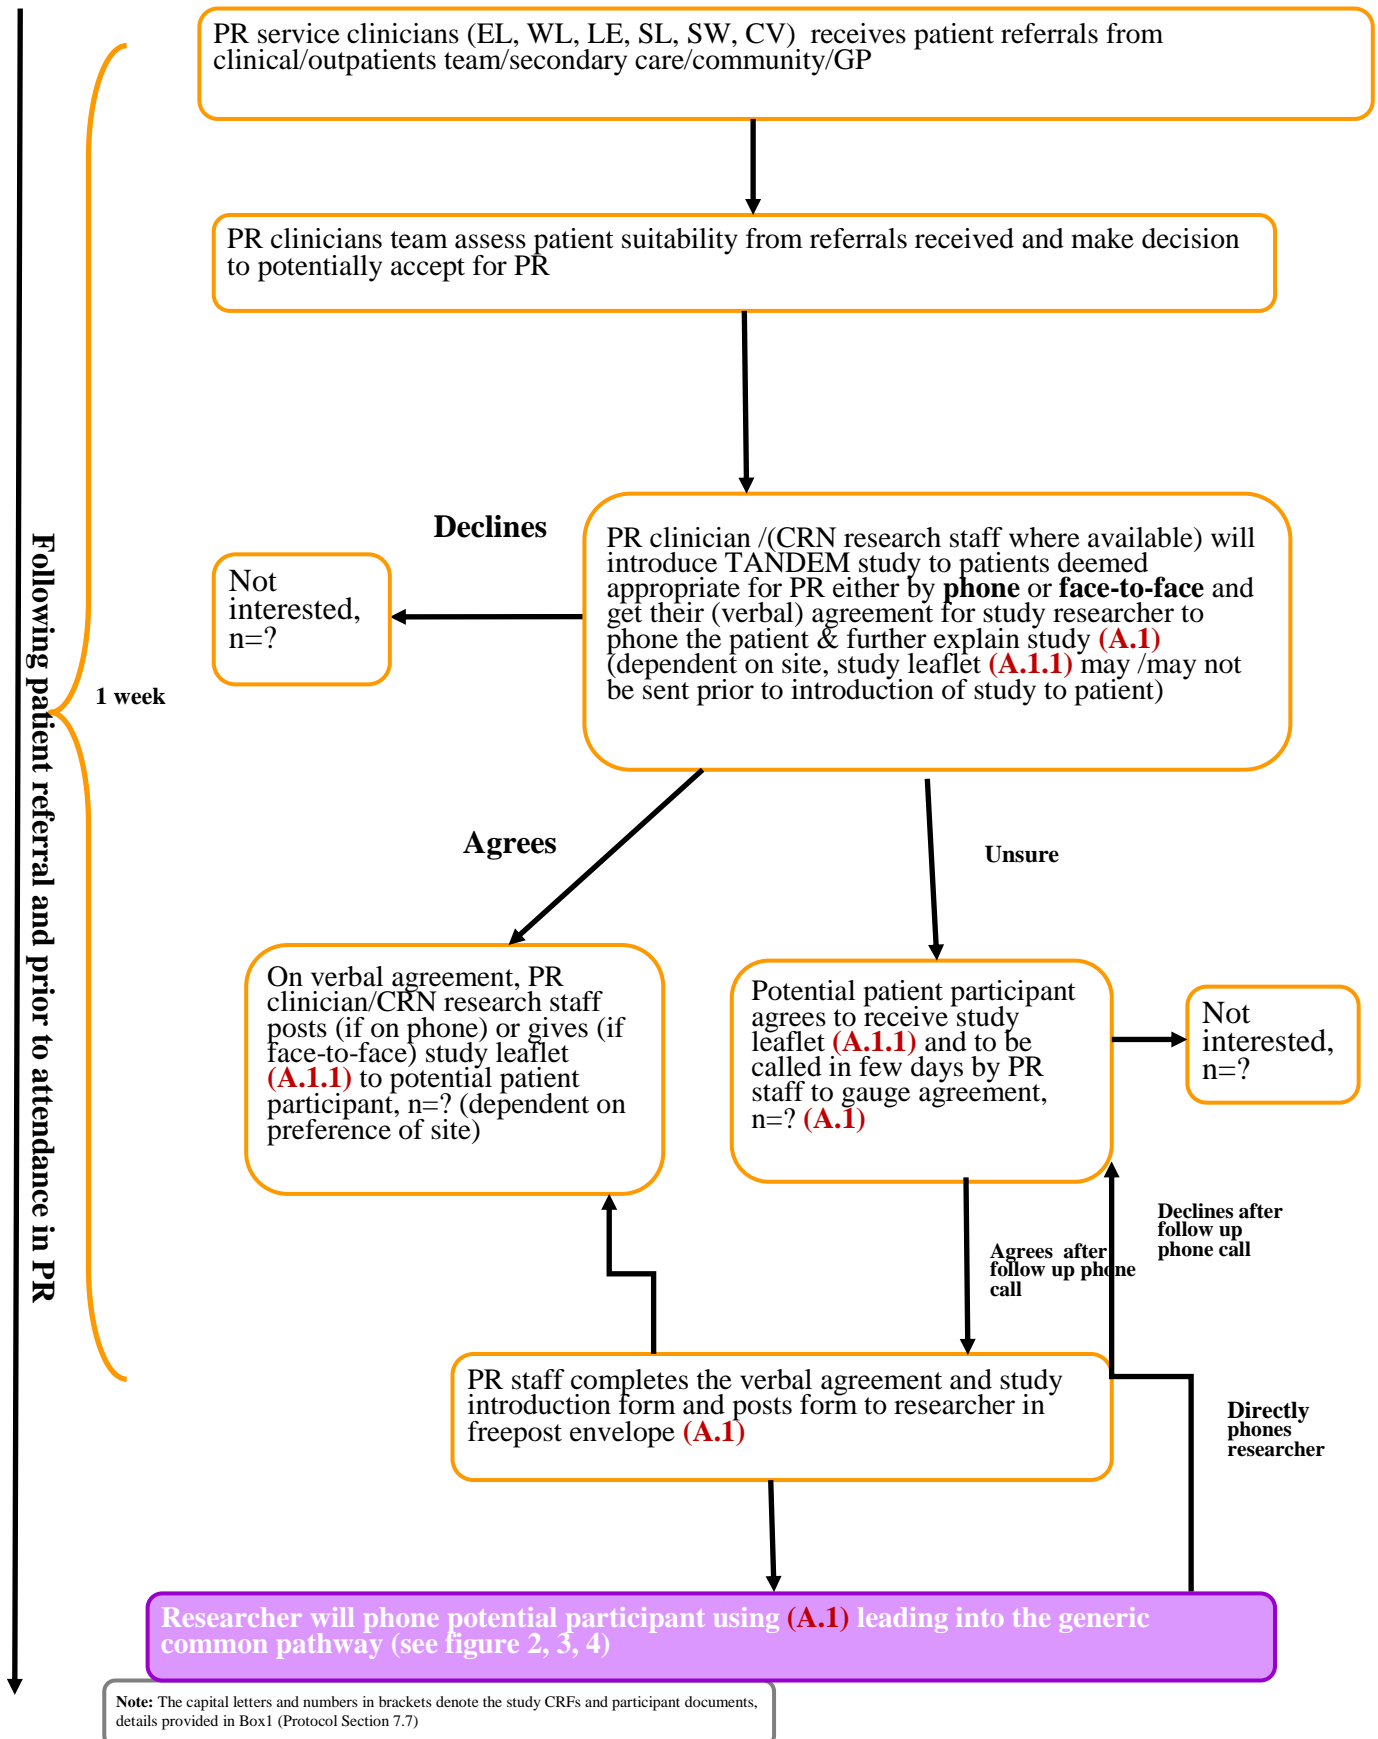 PR service clinicians (EL, WL, LE, SL, SW, CV) receives patient referrals from
clinical/outpatients team/secondary care/community/GP
PR clinicians team assess patient suitability from referrals received and make decision
to potentially accept for PR
Declines
PR clinician /(CRN research staff where available) will
introduce TANDEM study to patients deemed
appropriate for PR either by phone or face-to-face and
get their (verbal) agreement for study researcher to
phone the patient & further explain study (A.1)
(dependent on site, study leaflet (A.1.1) may /may not
be sent prior to introduction of study to patient)
Not
interested,
n=?
Following patient referral and prior to attendance in PR
1 week
Agrees
Unsure
On verbal agreement, PR
clinician/CRN research staff
posts (if on phone) or gives (if
face-to-face) study leaflet
(A.1.1) to potential patient
participant, n=? (dependent on
preference of site)
Potential patient participant
agrees to receive study
leaflet (A.1.1) and to be
called in few days by PR
staff to gauge agreement,
n=? (A.1)
Not
interested,
n=?
Declines after
follow up
phone call
Agrees after
follow up phone
call
PR staff completes the verbal agreement and study
introduction form and posts form to researcher in
freepost envelope (A.1)
Directly
phones
researcher
Researcher will phone potential participant using (A.1) leading into the generic
common pathway (see figure 2, 3, 4)
Note: The capital letters and numbers in brackets denote the study CRFs and participant documents,
details provided in Box1 (Protocol Section 7.7)